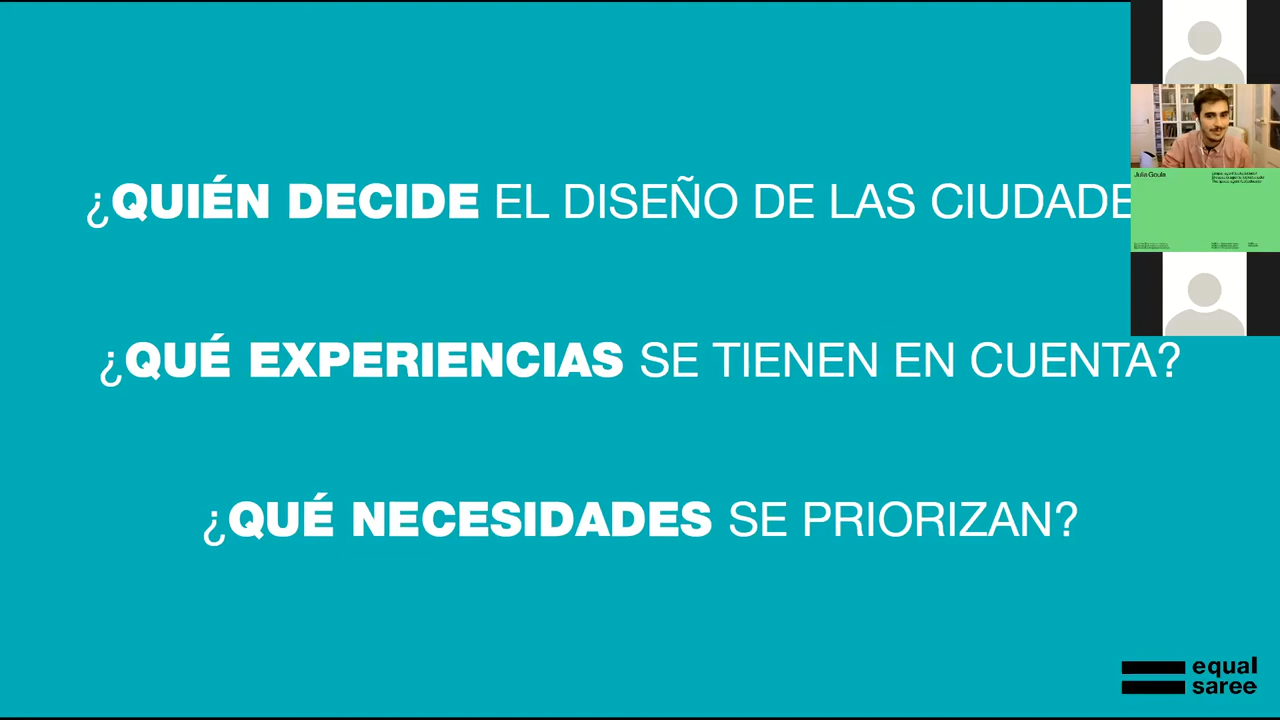 ¿QUIÉN DECIDE EL DISEÑO DE LAS CIUDADE
Julia Goula
¿QUÉ EXPERIENCIAS SE TIENEN EN CUENTA?
¿QUÉ NECESIDADES SE PRIORIZAN?
equal
saree